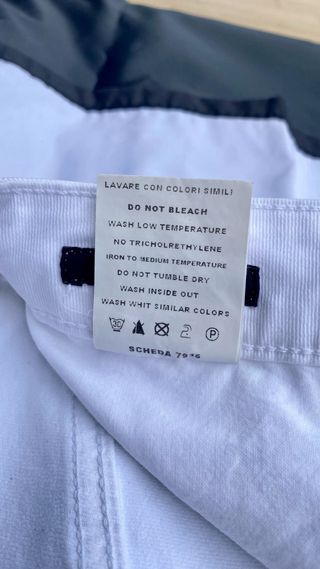 LAVARE CON COLORI SIMILI
DO NOT BLEACH
WASH LOW TEMPERATURE
NO TRICHOLRETHYLENE
IRON TO MEDIUM TEMPERATURE
DO NOT TUMBLE DRY
WASH INSIDE OUT
WASH WHIT SIMILAR COLORS
30 P
SCHEDA